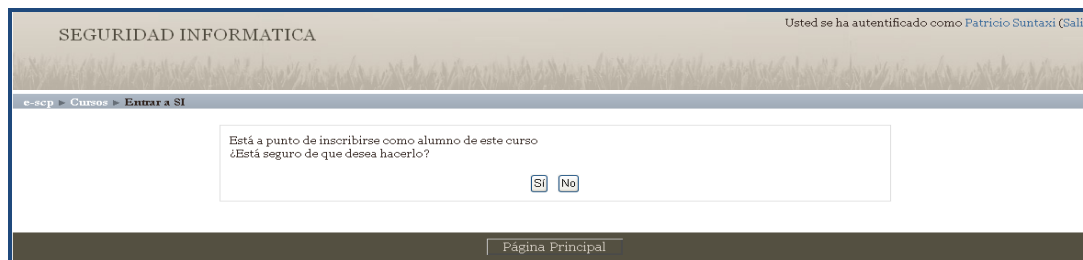 Usted se ha autentificado como Patricio Suntaxi (Sali
SEGURIDAD INFORMATICA
e-scp ► Cursos ► Entrar a SI
Está a punto de inscribirse como alumno de este curso
¿Está seguro de que desea hacerlo?
Sí No
Página Principal